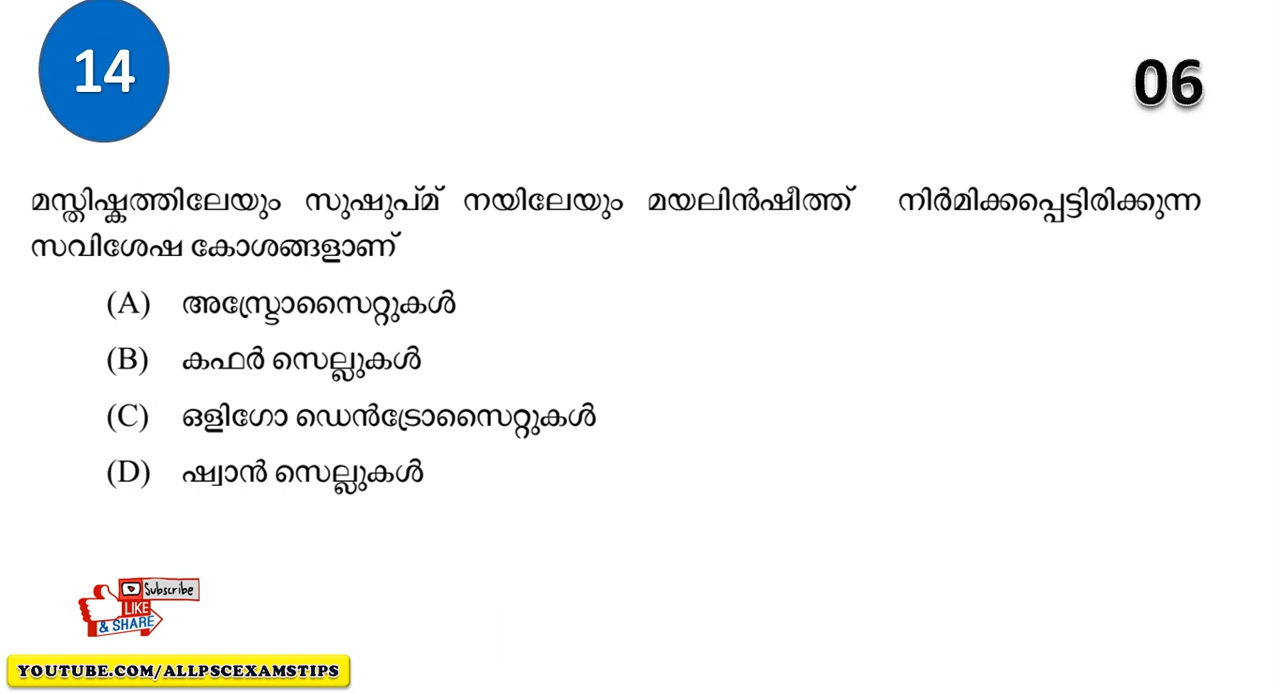 14
06
മസ്തിഷ്കത്തിലേയും സുഷുപ്മ് നയിലേയും മയലിൻഷീത്ത് നിർമിക്കപ്പെട്ടിരിക്കുന്ന
സവിശേഷ കോശങ്ങളാണ്
(A) അസ്ട്രോസൈറ്റുകൾ
(B) കഫർ സെല്ലുകൾ
(C) ഒളിഗോ ഡെൻട്രോസൈറ്റുകൾ
(D) ഷ്വാൻ സെല്ലുകൾ
Subscribe
LIKE
& SHARE
YOUTUBE.COM/ALLPSCEXAMSTIPS